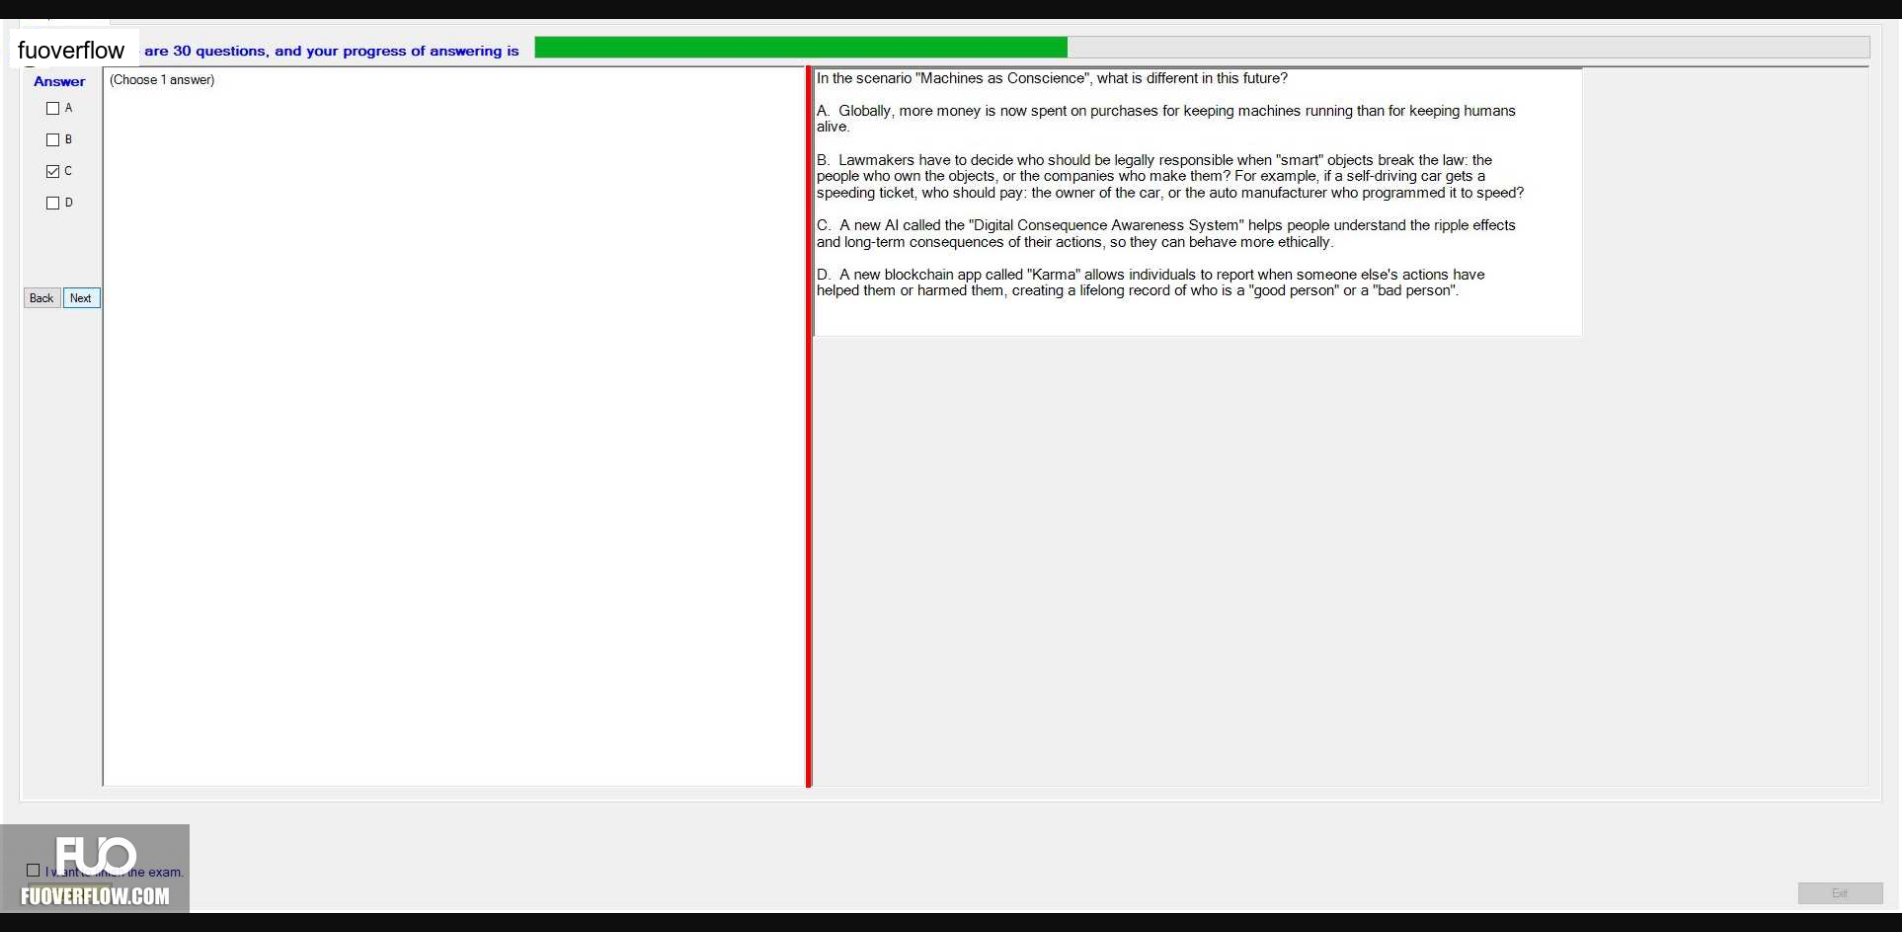 fuoverflow are 30 questions, and your progress of answering is
Answer
(Choose 1 answer)
A
B
C
D
Back Next
In the scenario "Machines as Conscience", what is different in this future?
A. Globally, more money is now spent on purchases for keeping machines running than for keeping humans
alive.
B. Lawmakers have to decide who should be legally responsible when "smart" objects break the law: the
people who own the objects, or the companies who make them? For example, if a self-driving car gets a
speeding ticket, who should pay: the owner of the car, or the auto manufacturer who programmed it to speed?
C. A new AI called the "Digital Consequence Awareness System" helps people understand the ripple effects
and long-term consequences of their actions, so they can behave more ethically.
D. A new blockchain app called "Karma" allows individuals to report when someone else's actions have
helped them or harmed them, creating a lifelong record of who is a "good person" or a "bad person".
FUO
I want to finish the exam.
FUOVERFLOW.COM
Exit